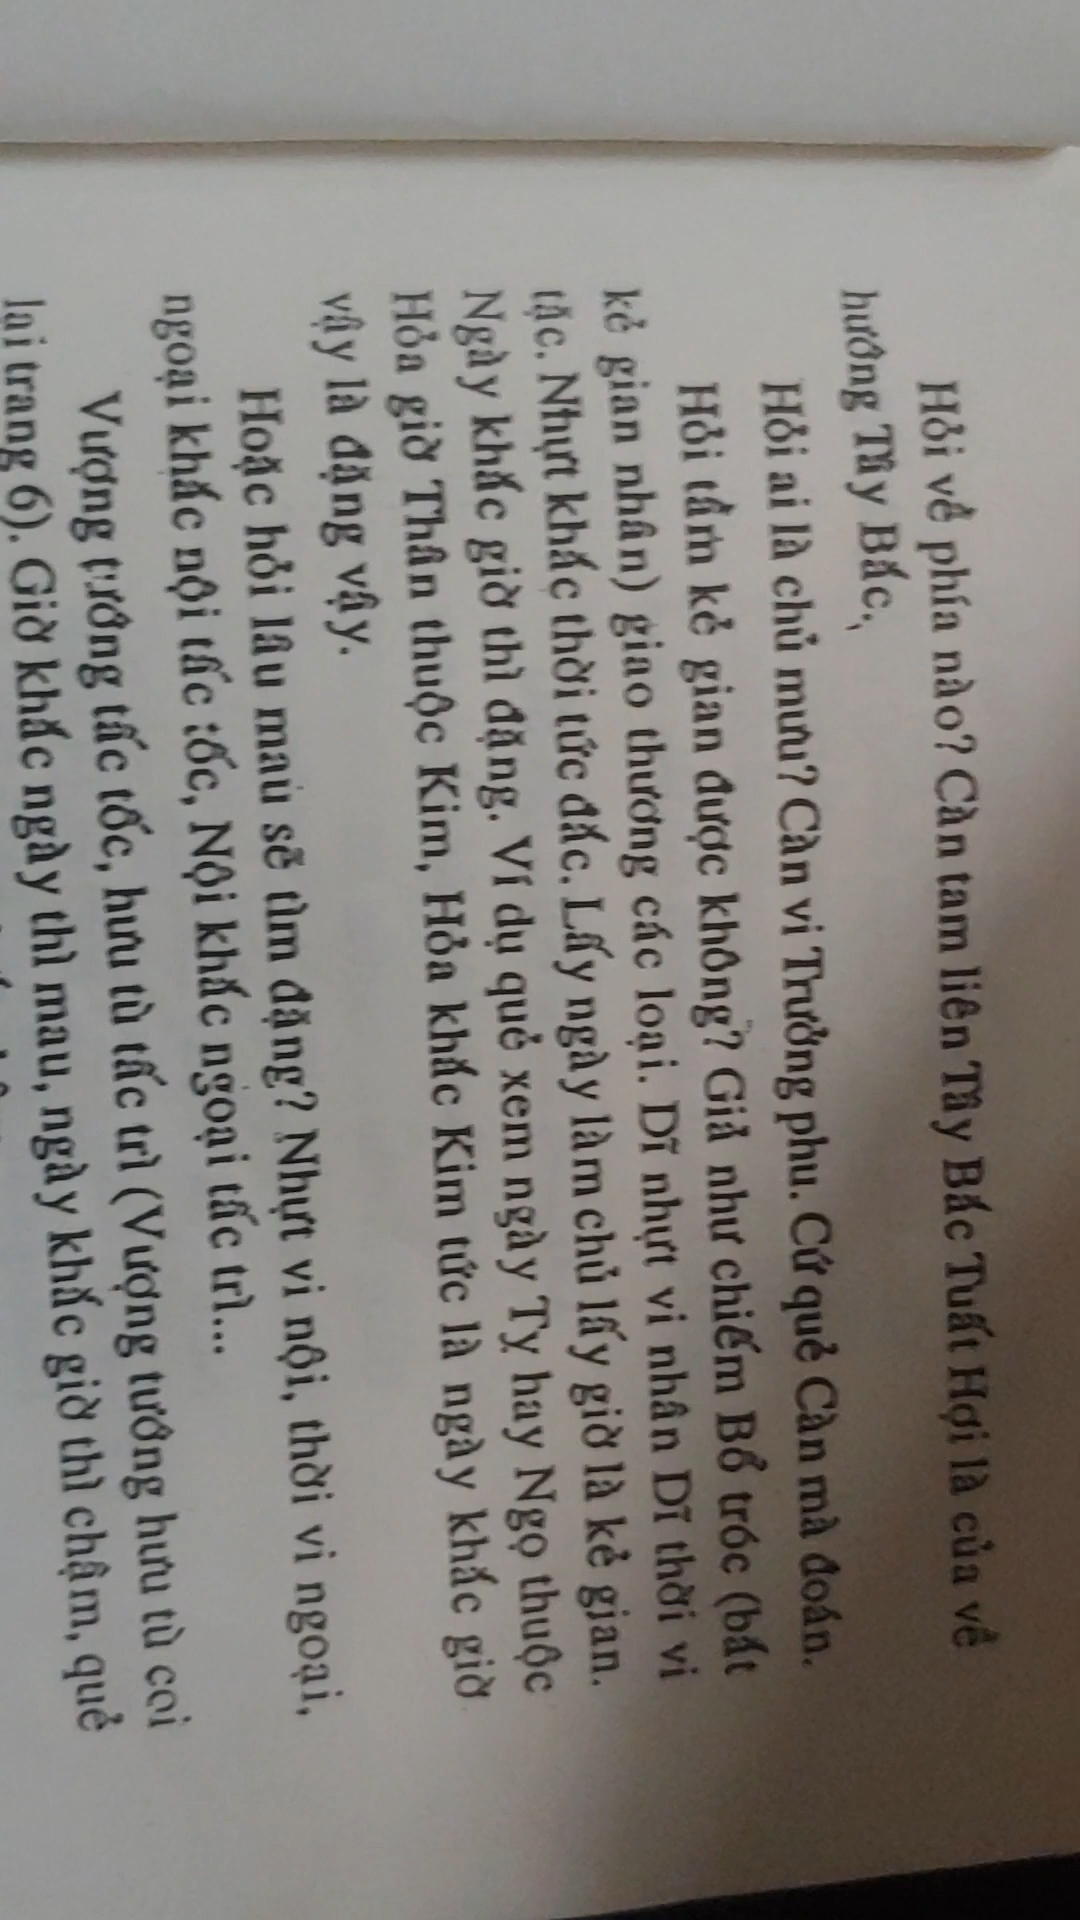 Hỏi về phía nào? Càn tam liên Tây Bắc Tuất Hợi là của về
hướng Tây Bắc.
Hỏi ai là chủ mưu? Càn vi Trưởng phu. Cứ quẻ Càn mà đoán.
Hỏi tầm kẻ gian được không? Giả như chiếm Bổ tróc (bắt
kẻ gian nhân) giao thương các loại. Dĩ nhựt vi nhân Dĩ thời vi
tặc. Nhựt khắc thời tức đắc. Lấy ngày làm chủ lấy giờ là kẻ gian.
Ngày khắc giờ thì đặng. Ví dụ quẻ xem ngày Tỵ hay Ngọ thuộc
Hỏa giờ Thân thuộc Kim, Hỏa khắc Kim tức là ngày khắc giờ
vậy là đặng vậy.
Hoặc hỏi lâu mau sẽ tìm đặng? Nhựt vi nội, thời vi ngoại,
ngoại khắc nội tấc tốc, Nội khắc ngoại tấc trì...
Vượng tướng tấc tốc, hưu tù tấc trì (Vượng tướng hưu tù coi
lại trang 6). Giờ khắc ngày thì mau, ngày khắc giờ thì chậm, quẻ